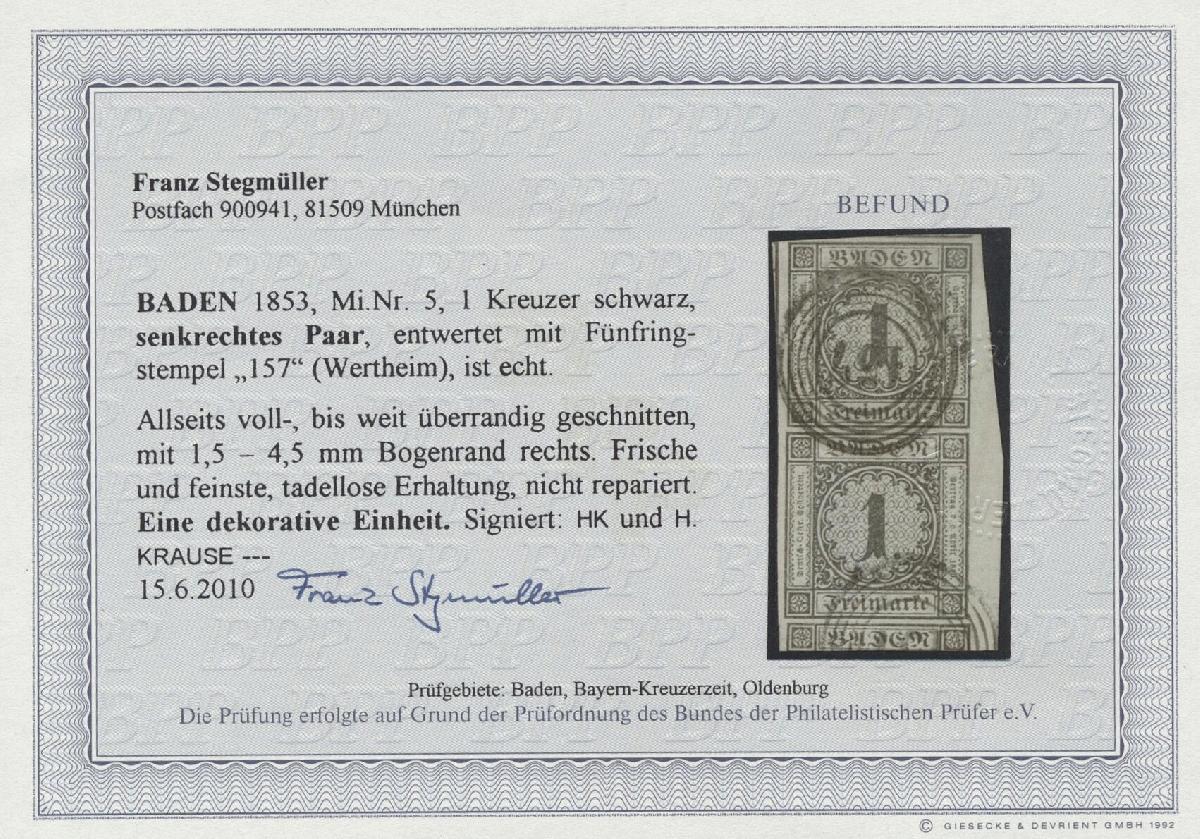 Franz Stegmüller
Postfach 900941, 81509 München
BEFUND
BADEN 1853, Mi.Nr. 5, 1 Kreuzer schwarz,
senkrechtes Paar, entwertet mit Fünfring-
stempel „157“ (Wertheim), ist echt.
Allseits voll-, bis weit überrandig geschnitten,
mit 1,5 – 4,5 mm Bogenrand rechts. Frische
und feinste, tadellose Erhaltung, nicht repariert.
Eine dekorative Einheit. Signiert: HK und H.
KRAUSE ---
15.6.2010 Franz Stegmüller
BADEN
1
Freimarke
BADEN
1.
Freimarke
BADEN
Prüfgebiete: Baden, Bayern-Kreuzerzeit, Oldenburg
Die Prüfung erfolgte auf Grund der Prüfordnung des Bundes der Philatelistischen Prüfer e.V.
© GIESECKE & DEVRIENT GMBH 1992